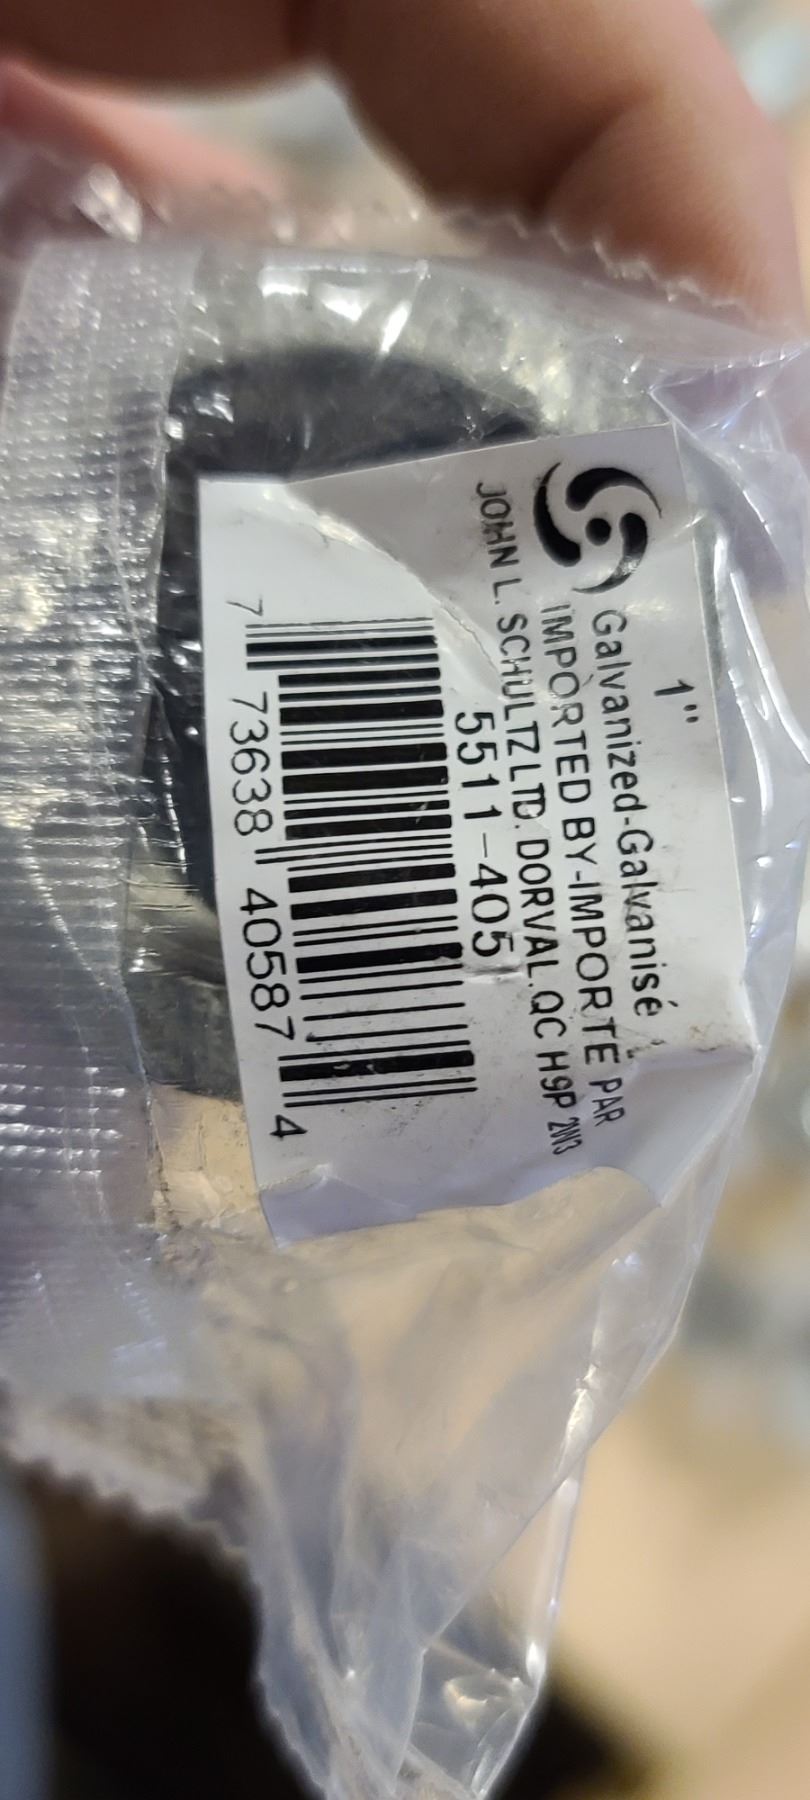 1"
Galvanized-Galvanisé
IMPORTED BY-IMPORTÉ PAR
JOHN L. SCHULTZ LTD. DORVAL.QC H9P 2W3
5511-405
7 73638 40587 4